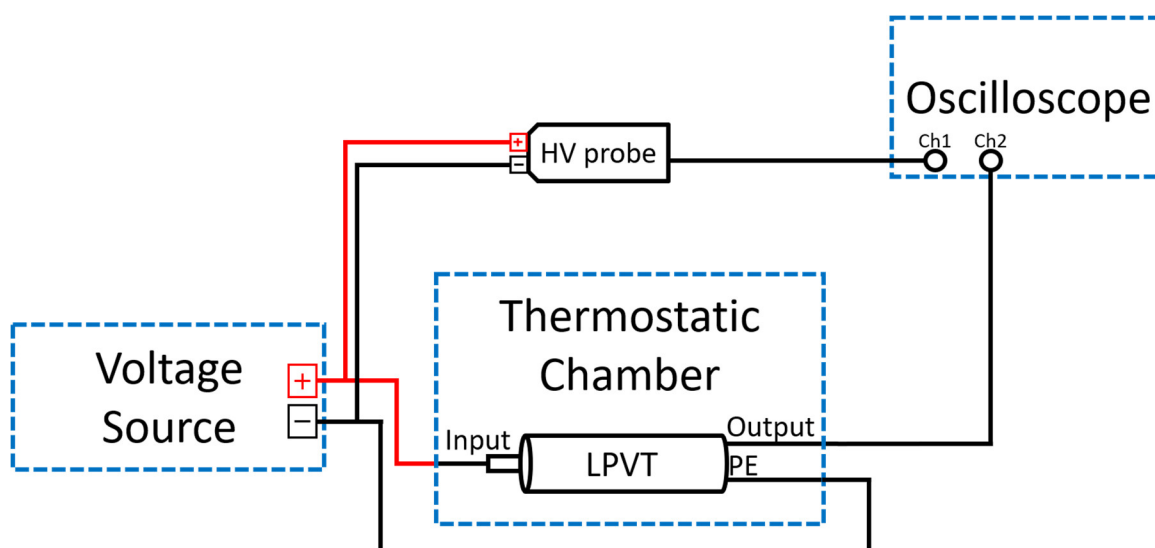 Oscilloscope
Ch1 Ch2
+
HV probe
−
Thermostatic
Chamber
Voltage
Source
+
−
Input
Output
LPVT
PE